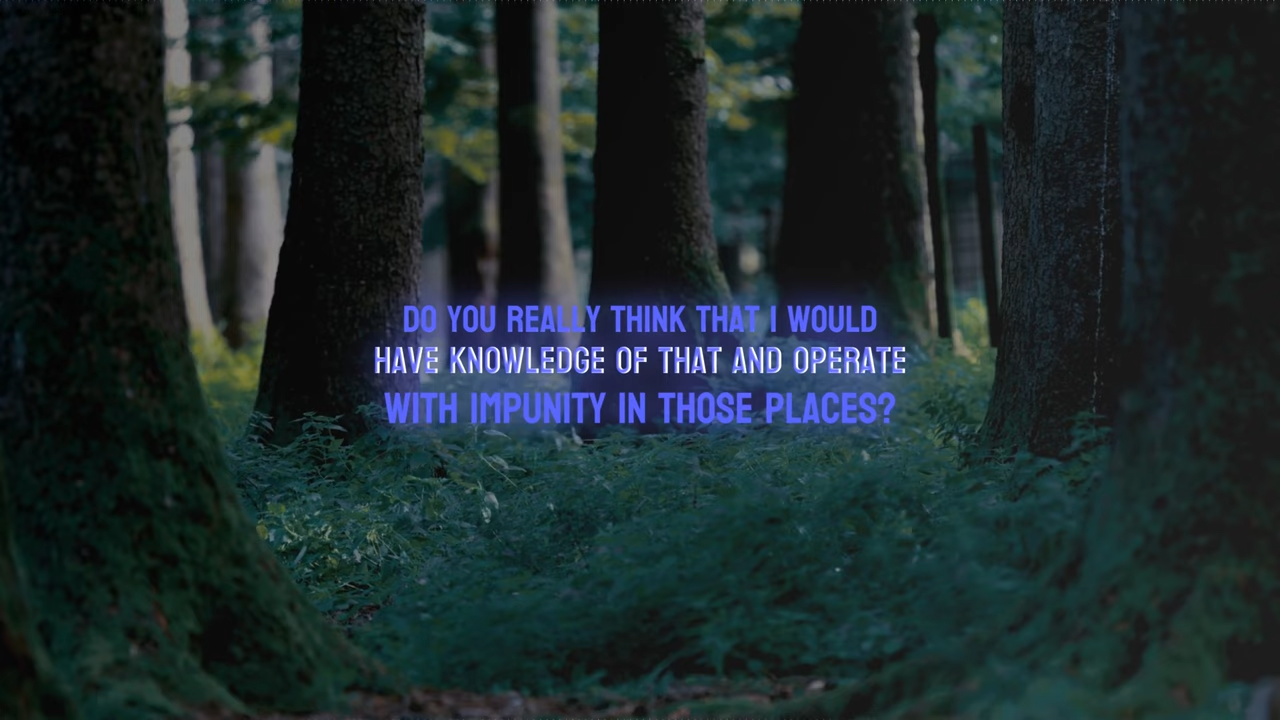 DO YOU REALLY THINK THAT I WOULD
HAVE KNOWLEDGE OF THAT AND OPERATE
WITH IMPUNITY IN THOSE PLACES?